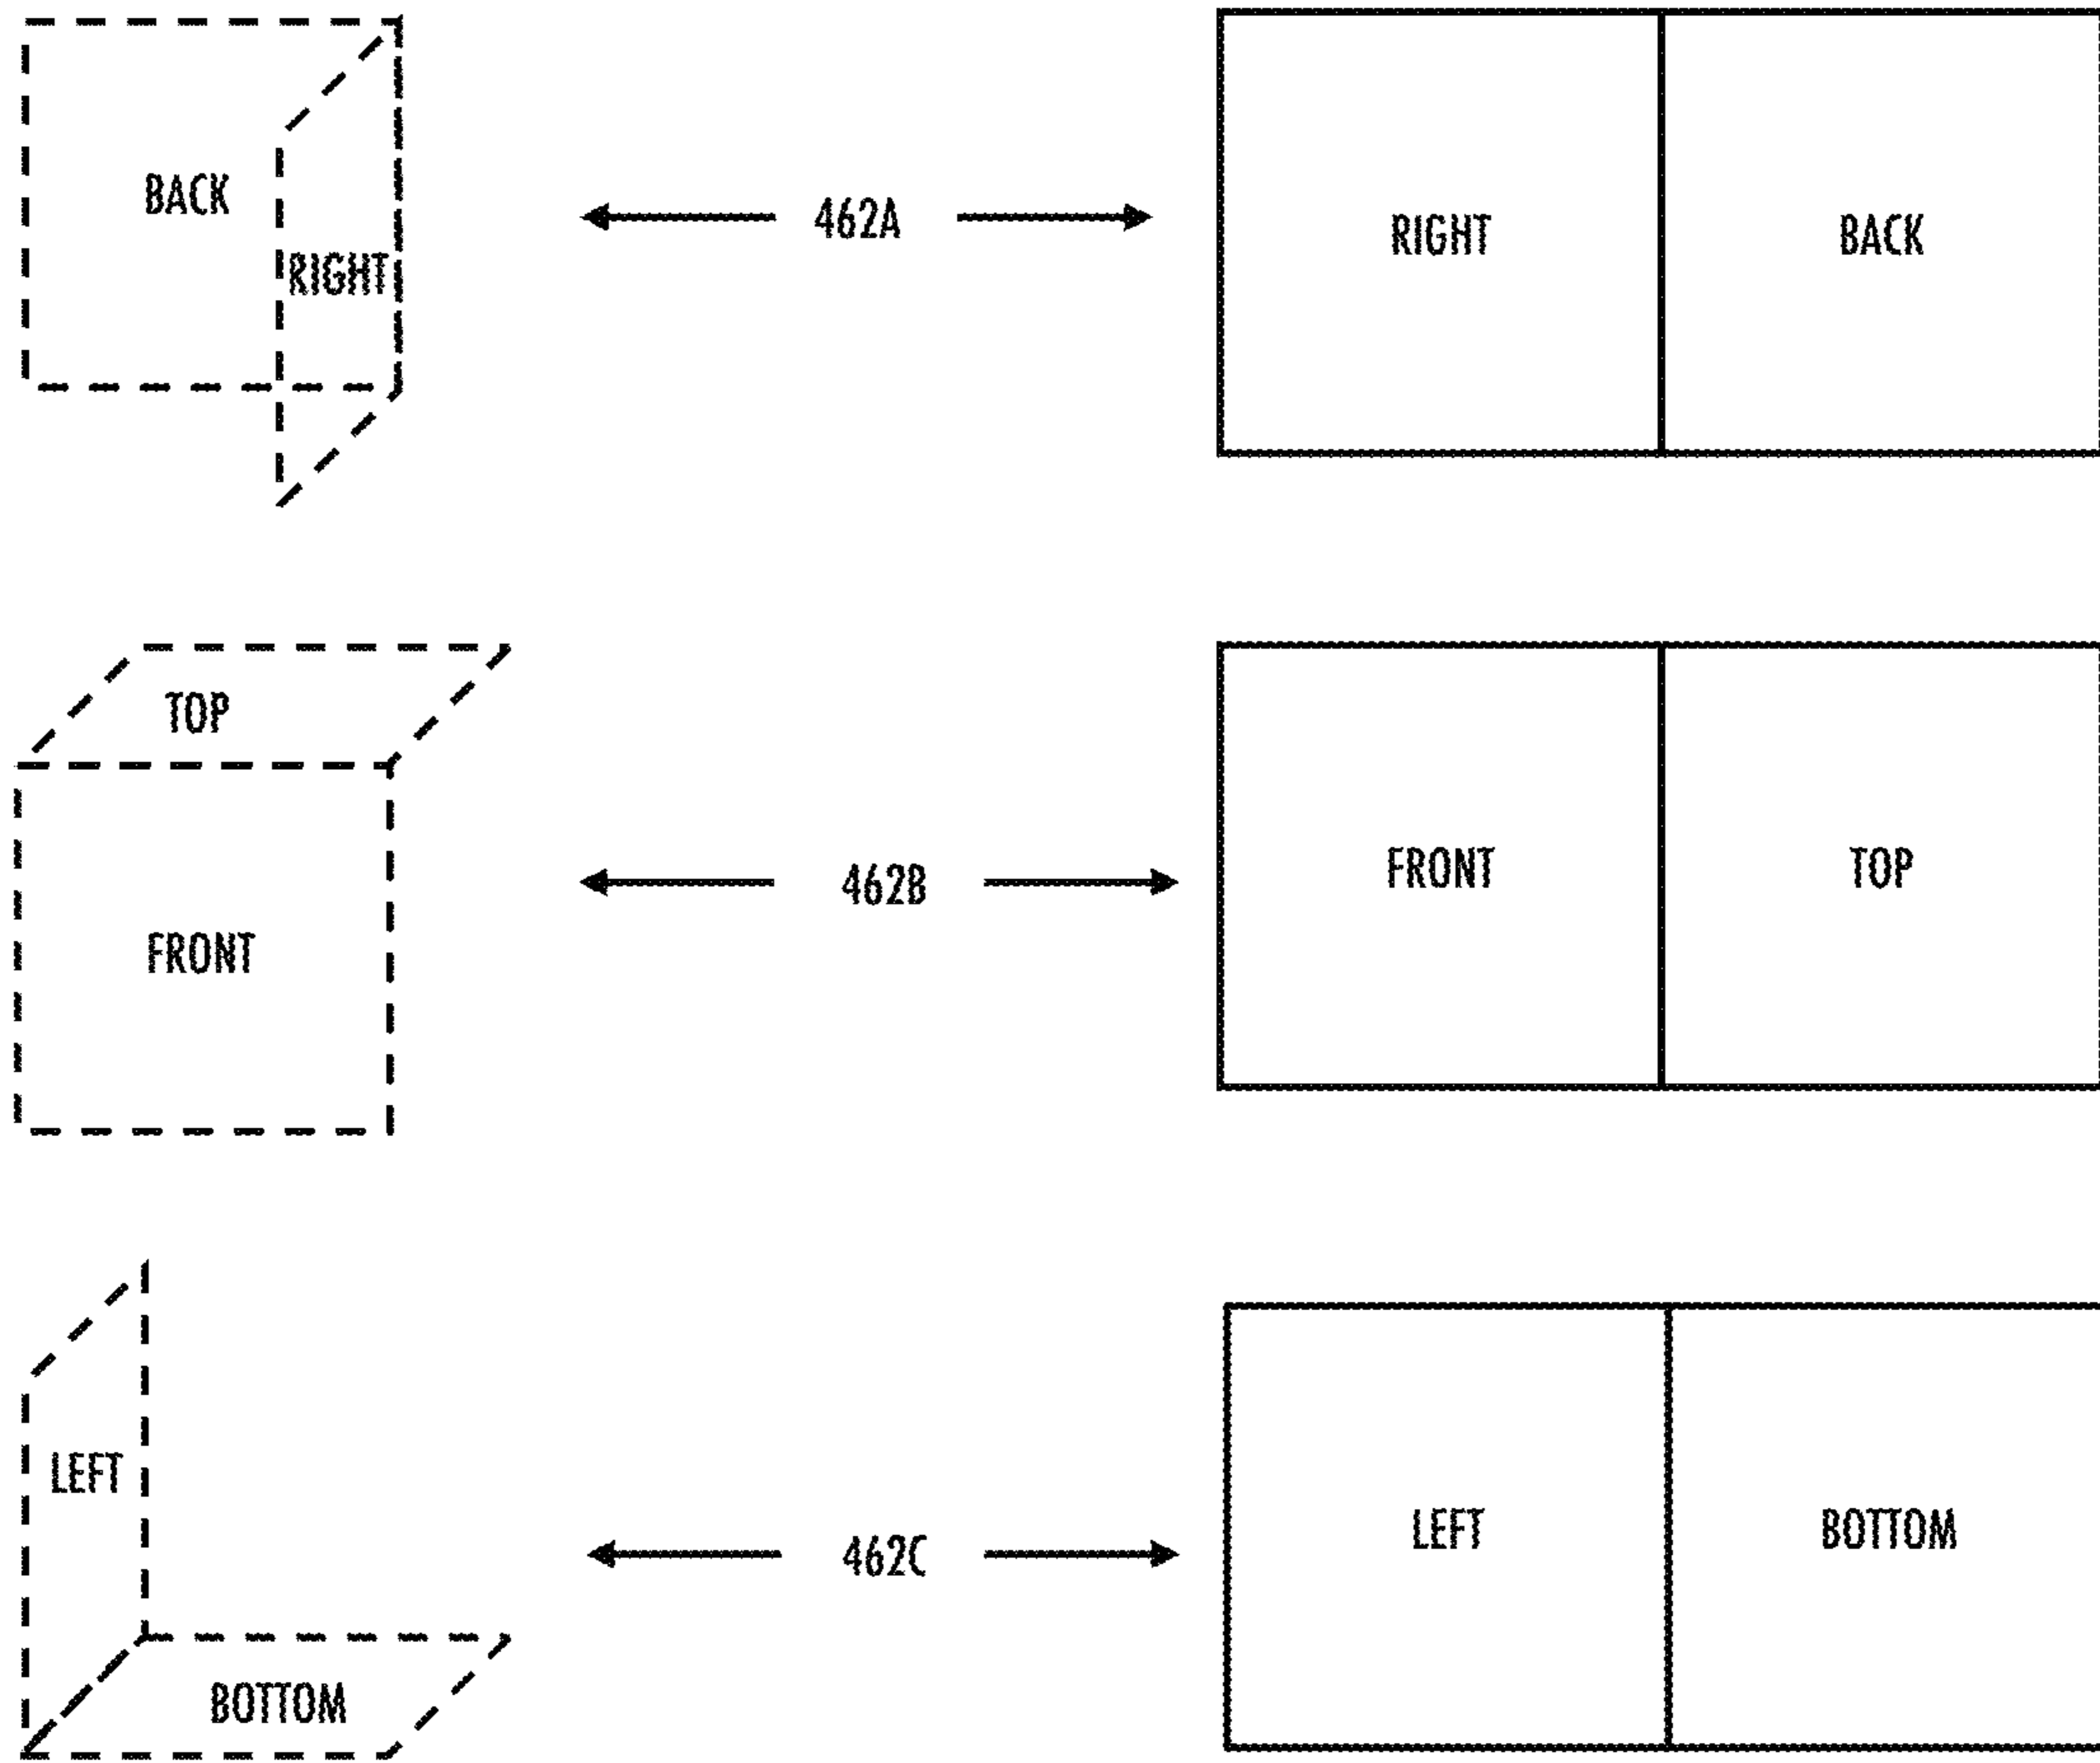 BACK
RIGHT
462A
RIGHT
BACK
TOP
FRONT
462B
FRONT
TOP
LEFT
BOTTOM
462C
LEFT
BOTTOM